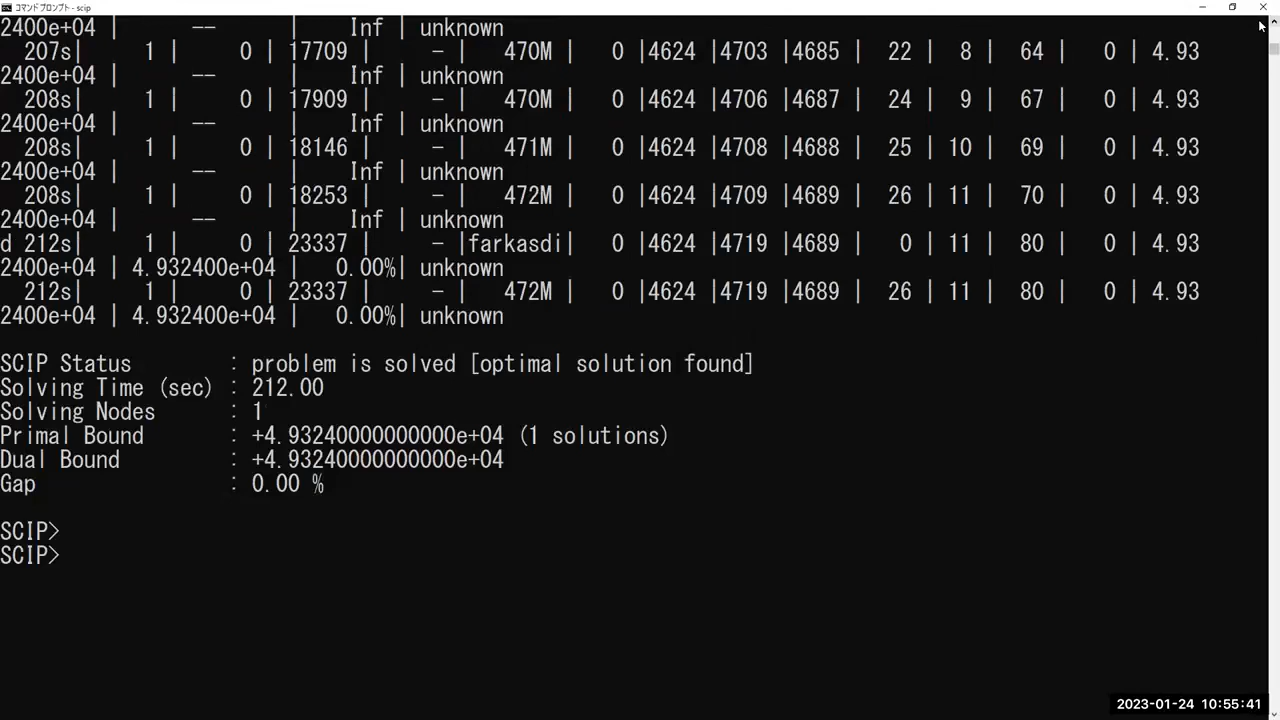 コマンド プロンプト - scip
2400e+04 |      --      |    Inf | unknown
  207s|     1 |     0 | 17709 |     - |   470M |   0 |4624 |4703 |4685 |  22 |  8 |  64 |   0 | 4.93
2400e+04 |      --      |    Inf | unknown
  208s|     1 |     0 | 17909 |     - |   470M |   0 |4624 |4706 |4687 |  24 |  9 |  67 |   0 | 4.93
2400e+04 |      --      |    Inf | unknown
  208s|     1 |     0 | 18146 |     - |   471M |   0 |4624 |4708 |4688 |  25 | 10 |  69 |   0 | 4.93
2400e+04 |      --      |    Inf | unknown
  208s|     1 |     0 | 18253 |     - |   472M |   0 |4624 |4709 |4689 |  26 | 11 |  70 |   0 | 4.93
2400e+04 |      --      |    Inf | unknown
d 212s|     1 |     0 | 23337 |     - |farkasdi|   0 |4624 |4719 |4689 |   0 | 11 |  80 |   0 | 4.93
2400e+04 | 4.932400e+04 |   0.00%| unknown
  212s|     1 |     0 | 23337 |     - |   472M |   0 |4624 |4719 |4689 |  26 | 11 |  80 |   0 | 4.93
2400e+04 | 4.932400e+04 |   0.00%| unknown
SCIP Status        : problem is solved [optimal solution found]
Solving Time (sec) : 212.00
Solving Nodes      : 1
Primal Bound       : +4.93240000000000e+04 (1 solutions)
Dual Bound         : +4.93240000000000e+04
Gap                : 0.00 %
SCIP>
SCIP>
2023-01-24 10:55:41